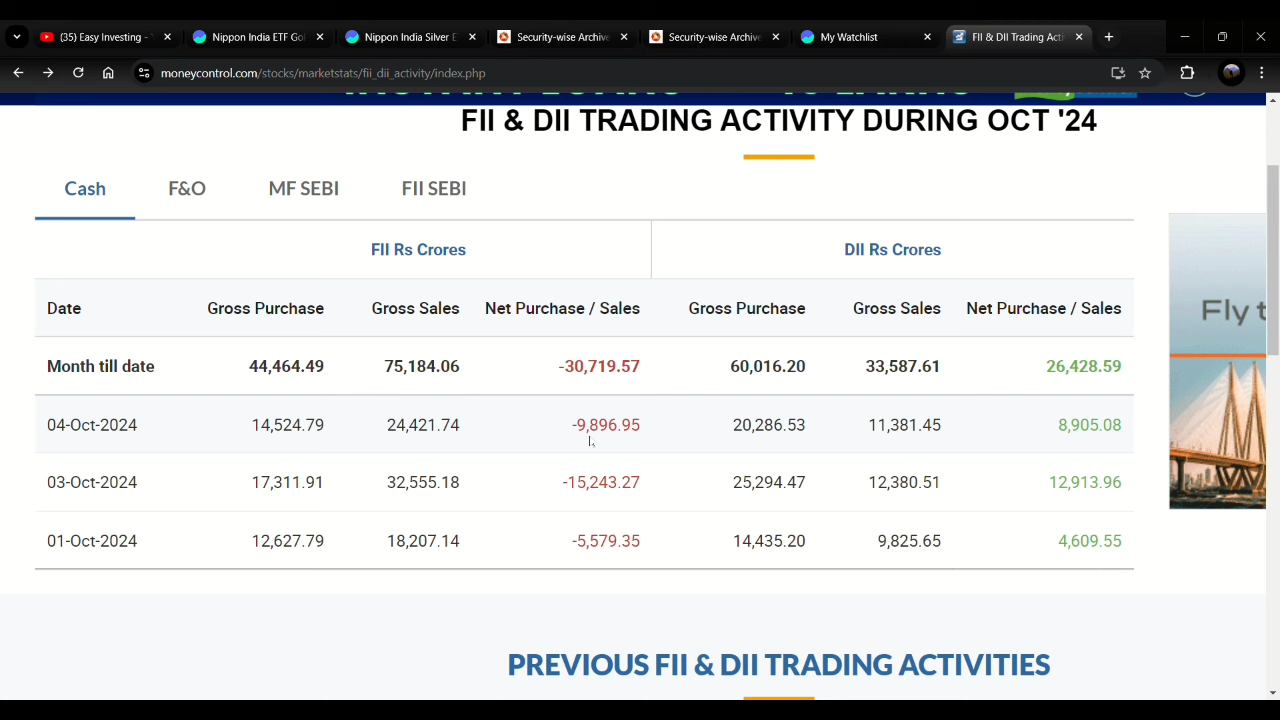 (35) Easy Investing -
Nippon India ETF Gol
Nippon India Silver E
Security-wise Archive
Security-wise Archive
My Watchlist
FII & DII Trading Acti
moneycontrol.com/stocks/marketstats/fii_dii_activity/index.php
FII & DII TRADING ACTIVITY DURING OCT '24
Cash F&O MF SEBI FII SEBI
FII Rs Crores DII Rs Crores
Date Gross Purchase Gross Sales Net Purchase / Sales Gross Purchase Gross Sales Net Purchase / Sales
Month till date 44,464.49 75,184.06 -30,719.57 60,016.20 33,587.61 26,428.59
04-Oct-2024 14,524.79 24,421.74 -9,896.95 20,286.53 11,381.45 8,905.08
03-Oct-2024 17,311.91 32,555.18 -15,243.27 25,294.47 12,380.51 12,913.96
01-Oct-2024 12,627.79 18,207.14 -5,579.35 14,435.20 9,825.65 4,609.55
Fly t
PREVIOUS FII & DII TRADING ACTIVITIES